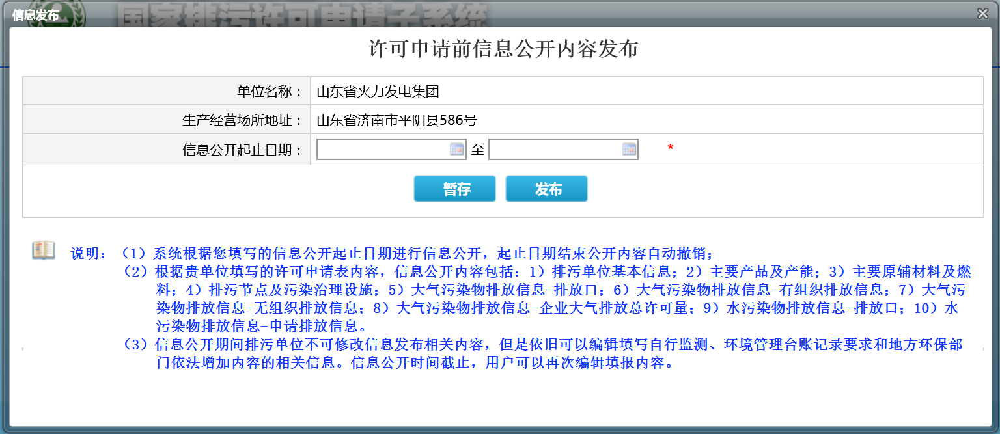 信息发布
国家排污许可申请子系统
许可申请前信息公开内容发布
单位名称： 山东省火力发电集团
生产经营场所地址： 山东省济南市平阴县586号
信息公开起止日期： 至 *
暂存 发布
说明：（1）系统根据您填写的信息公开起止日期进行信息公开，起止日期结束公开内容自动撤销；
（2）根据贵单位填写的许可申请表内容，信息公开内容包括：1）排污单位基本信息；2）主要产品及产能；3）主要原辅材料及燃
料；4）排污节点及污染治理设施；5）大气污染物排放信息-排放口；6）大气污染物排放信息-有组织排放信息；7）大气污
染物排放信息-无组织排放信息；8）大气污染物排放信息-企业大气排放总许可量；9）水污染物排放信息-排放口；10）水
污染物排放信息-申请排放信息。
（3）信息公开期间排污单位不可修改信息发布相关内容，但是依旧可以编辑填写自行监测、环境管理台账记录要求和地方环保部
门依法增加内容的相关信息。信息公开时间截止，用户可以再次编辑填报内容。